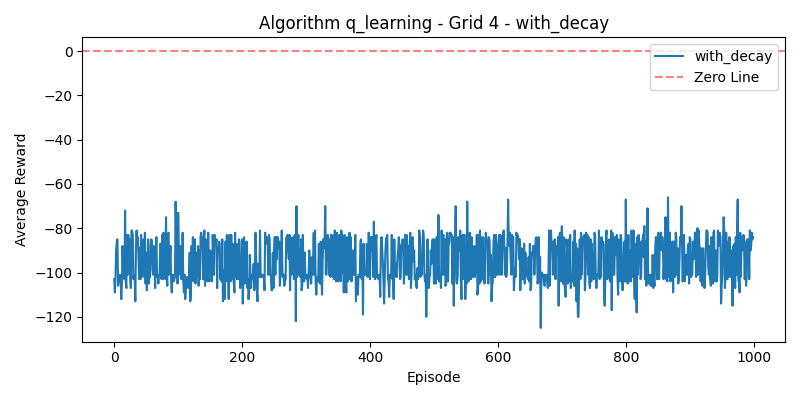 Algorithm q_learning - Grid 4 - with_decay
0
−20
−40
−60
−80
−100
−120
Average Reward
with_decay
Zero Line
0
200
400
600
800
1000
Episode